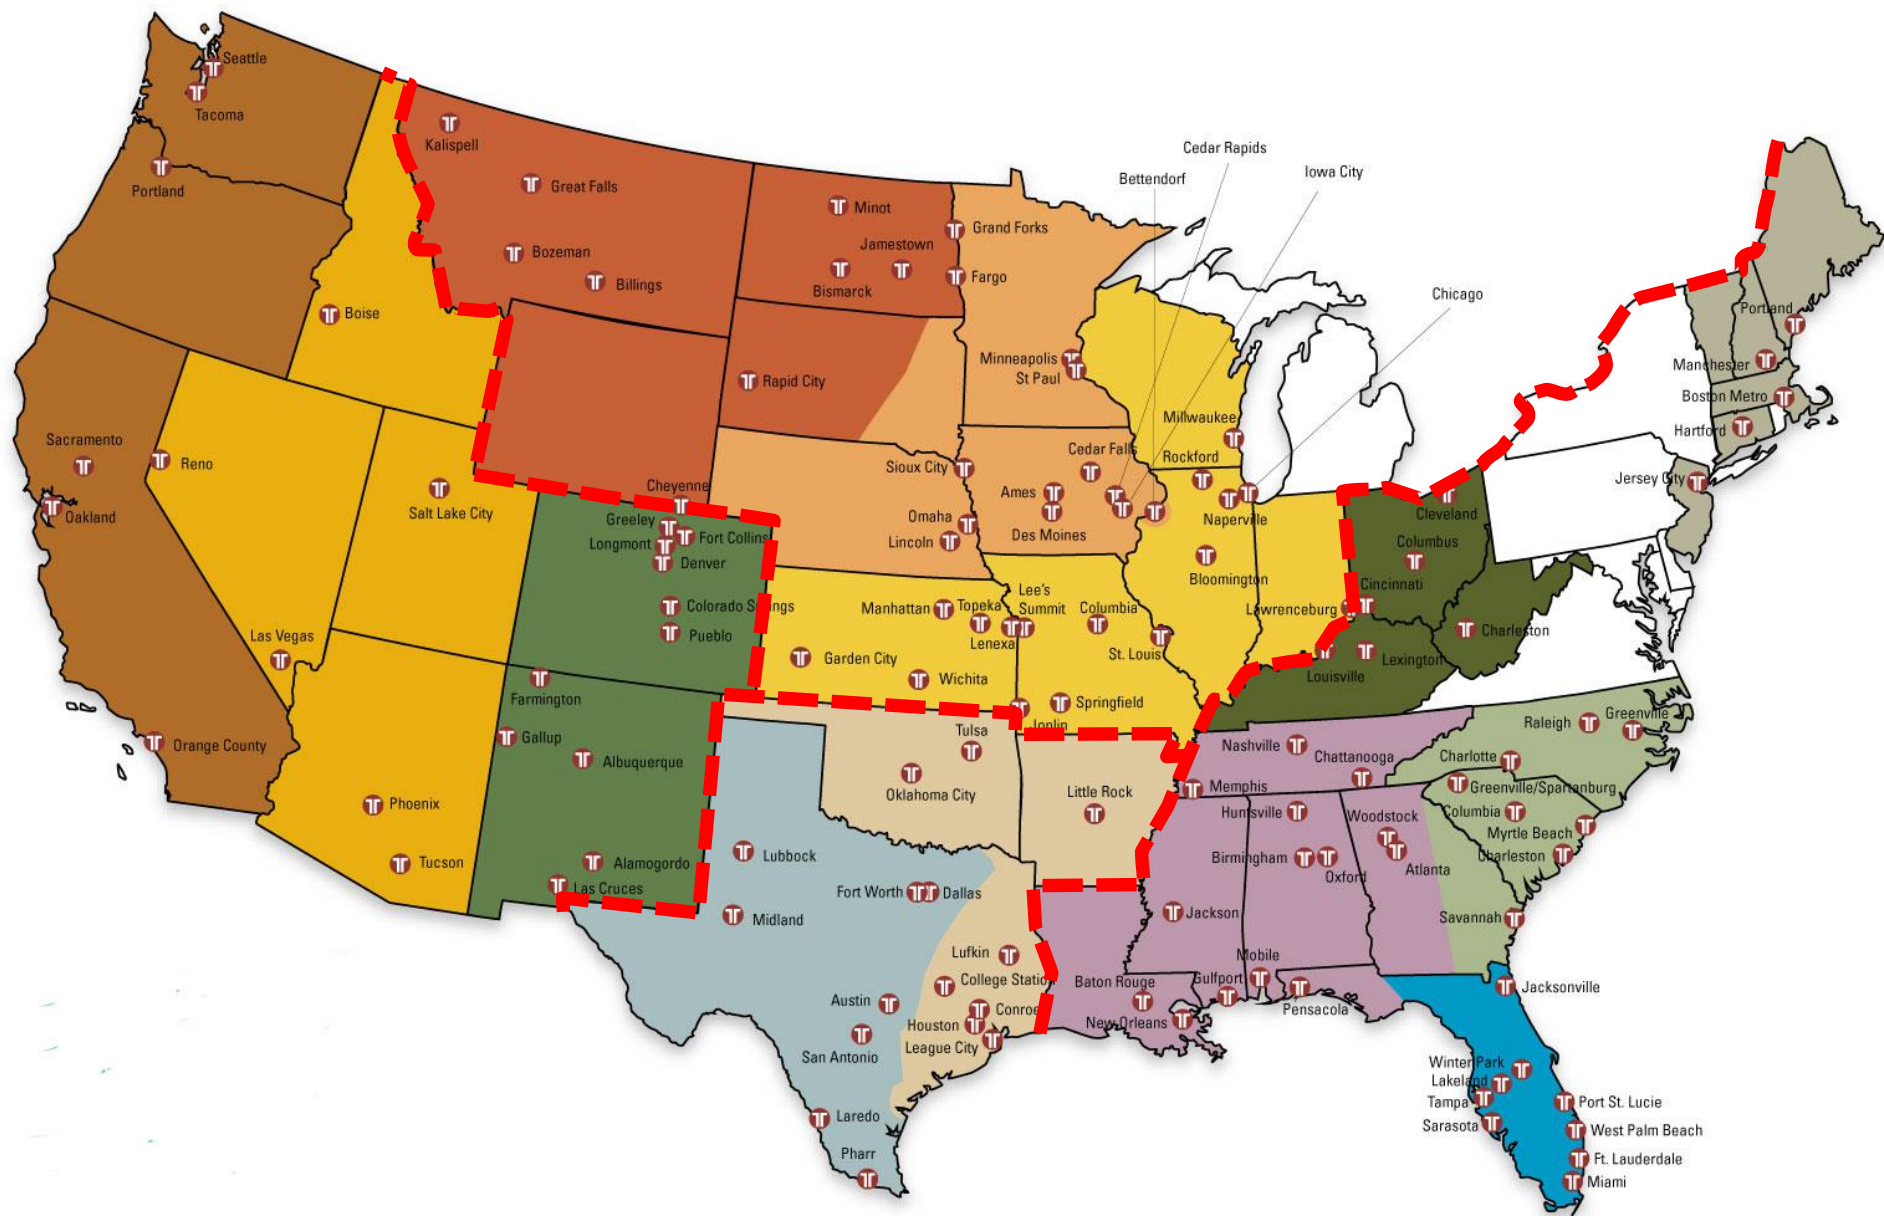 Seattle
Tacoma
Portland
Kalispell
Great Falls
Bozeman
Billings
Boise
Minot
Jamestown
Bismarck
Grand Forks
Fargo
Rapid City
Minneapolis
St Paul
Cedar Rapids
Bettendorf
Iowa City
Chicago
Millwaukee
Rockford
Naperville
Bloomington
Cedar Falls
Ames
Des Moines
Sioux City
Omaha
Lincoln
Sacramento
Oakland
Reno
Las Vegas
Orange County
Salt Lake City
Cheyenne
Greeley
Fort Collins
Longmont
Denver
Colorado Springs
Pueblo
Farmington
Gallup
Albuquerque
Alamogordo
Las Cruces
Phoenix
Tucson
Manhattan
Topeka
Lee's
Summit
Lenexa
Columbia
St. Louis
Garden City
Wichita
Springfield
Joplin
Tulsa
Oklahoma City
Little Rock
Lubbock
Midland
Fort Worth
Dallas
Lufkin
College Station
Conroe
Houston
League City
Austin
San Antonio
Laredo
Pharr
Baton Rouge
New Orleans
Jackson
Gulfport
Mobile
Pensacola
Nashville
Chattanooga
Memphis
Huntsville
Birmingham
Oxford
Woodstock
Atlanta
Savannah
Raleigh
Greenville
Charlotte
Greenville/Spartanburg
Columbia
Myrtle Beach
Charleston
Cleveland
Columbus
Cincinnati
Lawrenceburg
Louisville
Lexington
Charleston
Portland
Manchester
Boston Metro
Hartford
Jersey City
Jacksonville
Winter Park
Lakeland
Tampa
Sarasota
Port St. Lucie
West Palm Beach
Ft. Lauderdale
Miami